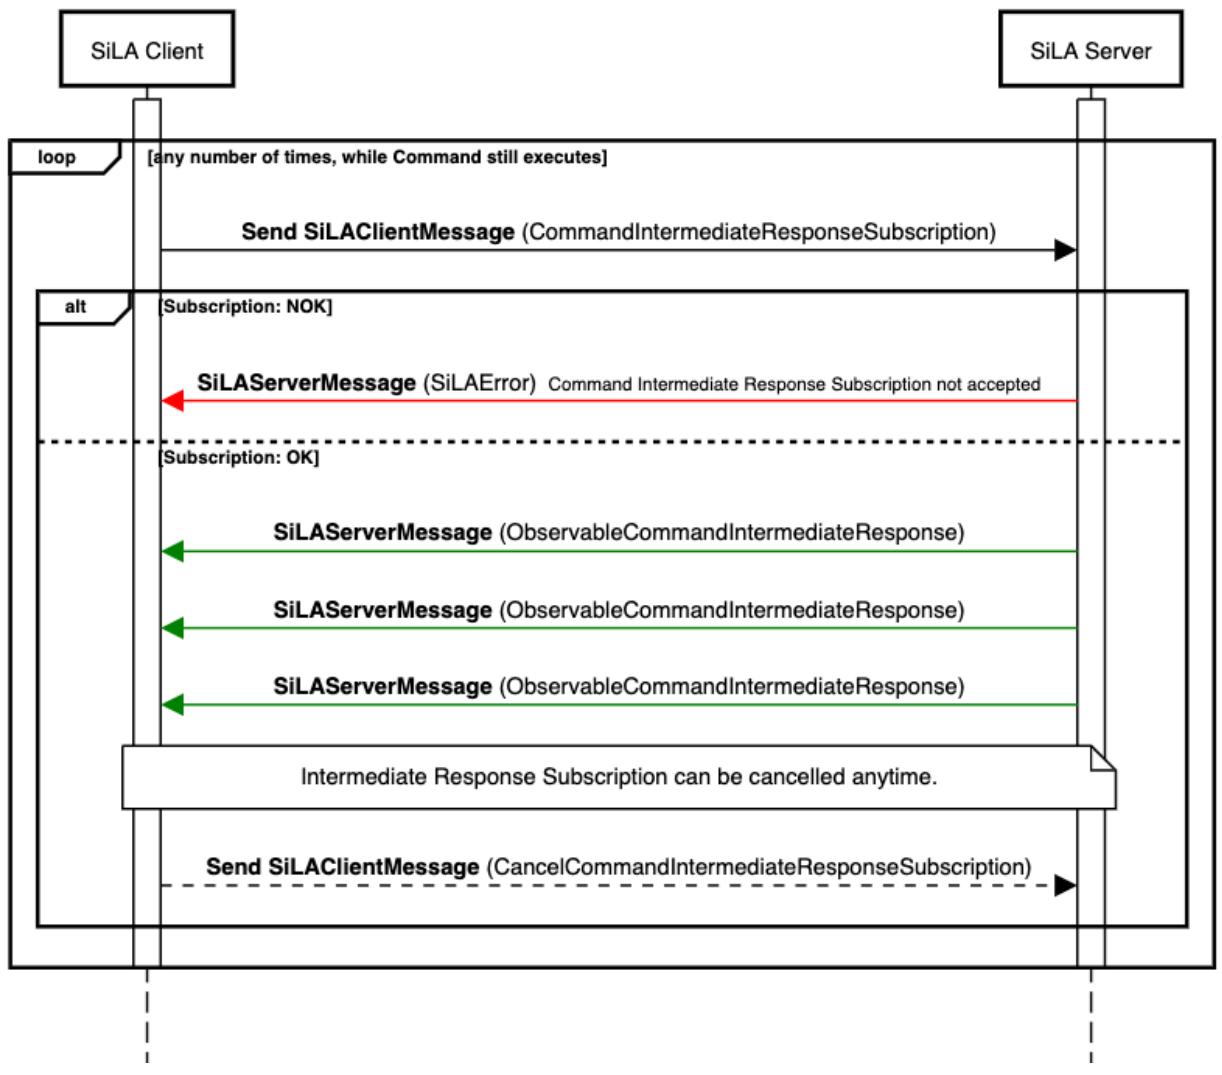 SiLA Client
SiLA Server
loop
[any number of times, while Command still executes]
Send SiLAClientMessage (CommandIntermediateResponseSubscription)
alt
[Subscription: NOK]
SiLAServerMessage (SiLAError) Command Intermediate Response Subscription not accepted
[Subscription: OK]
SiLAServerMessage (ObservableCommandIntermediateResponse)
SiLAServerMessage (ObservableCommandIntermediateResponse)
SiLAServerMessage (ObservableCommandIntermediateResponse)
Intermediate Response Subscription can be cancelled anytime.
Send SiLAClientMessage (CancelCommandIntermediateResponseSubscription)